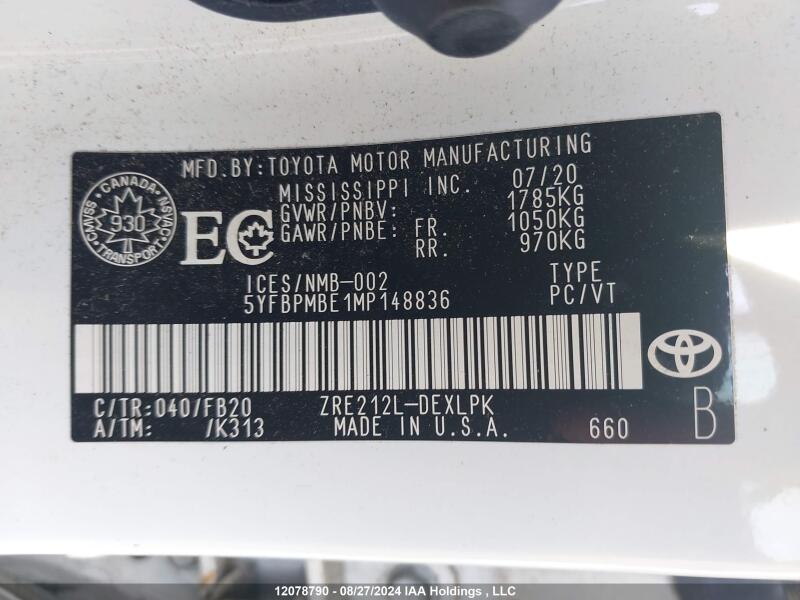 MFD. BY: TOYOTA MOTOR MANUFACTURING
MISSISSIPPI INC. 07/20
GVWR/PNBV: 1785KG
GAWR/PNBE: FR. 1050KG
RR. 970KG
CANADA
CMVSS 930 NSVAC
TRANSPORT
EC
ICES/NMB-002 TYPE
5YFBPMBE1MP148836 PC/VT
C/TR: 040/FB20 ZRE212L-DEXLPK
A/TM: /K313 MADE IN U.S.A. 660 B
12078790 - 08/27/2024 IAA Holdings , LLC